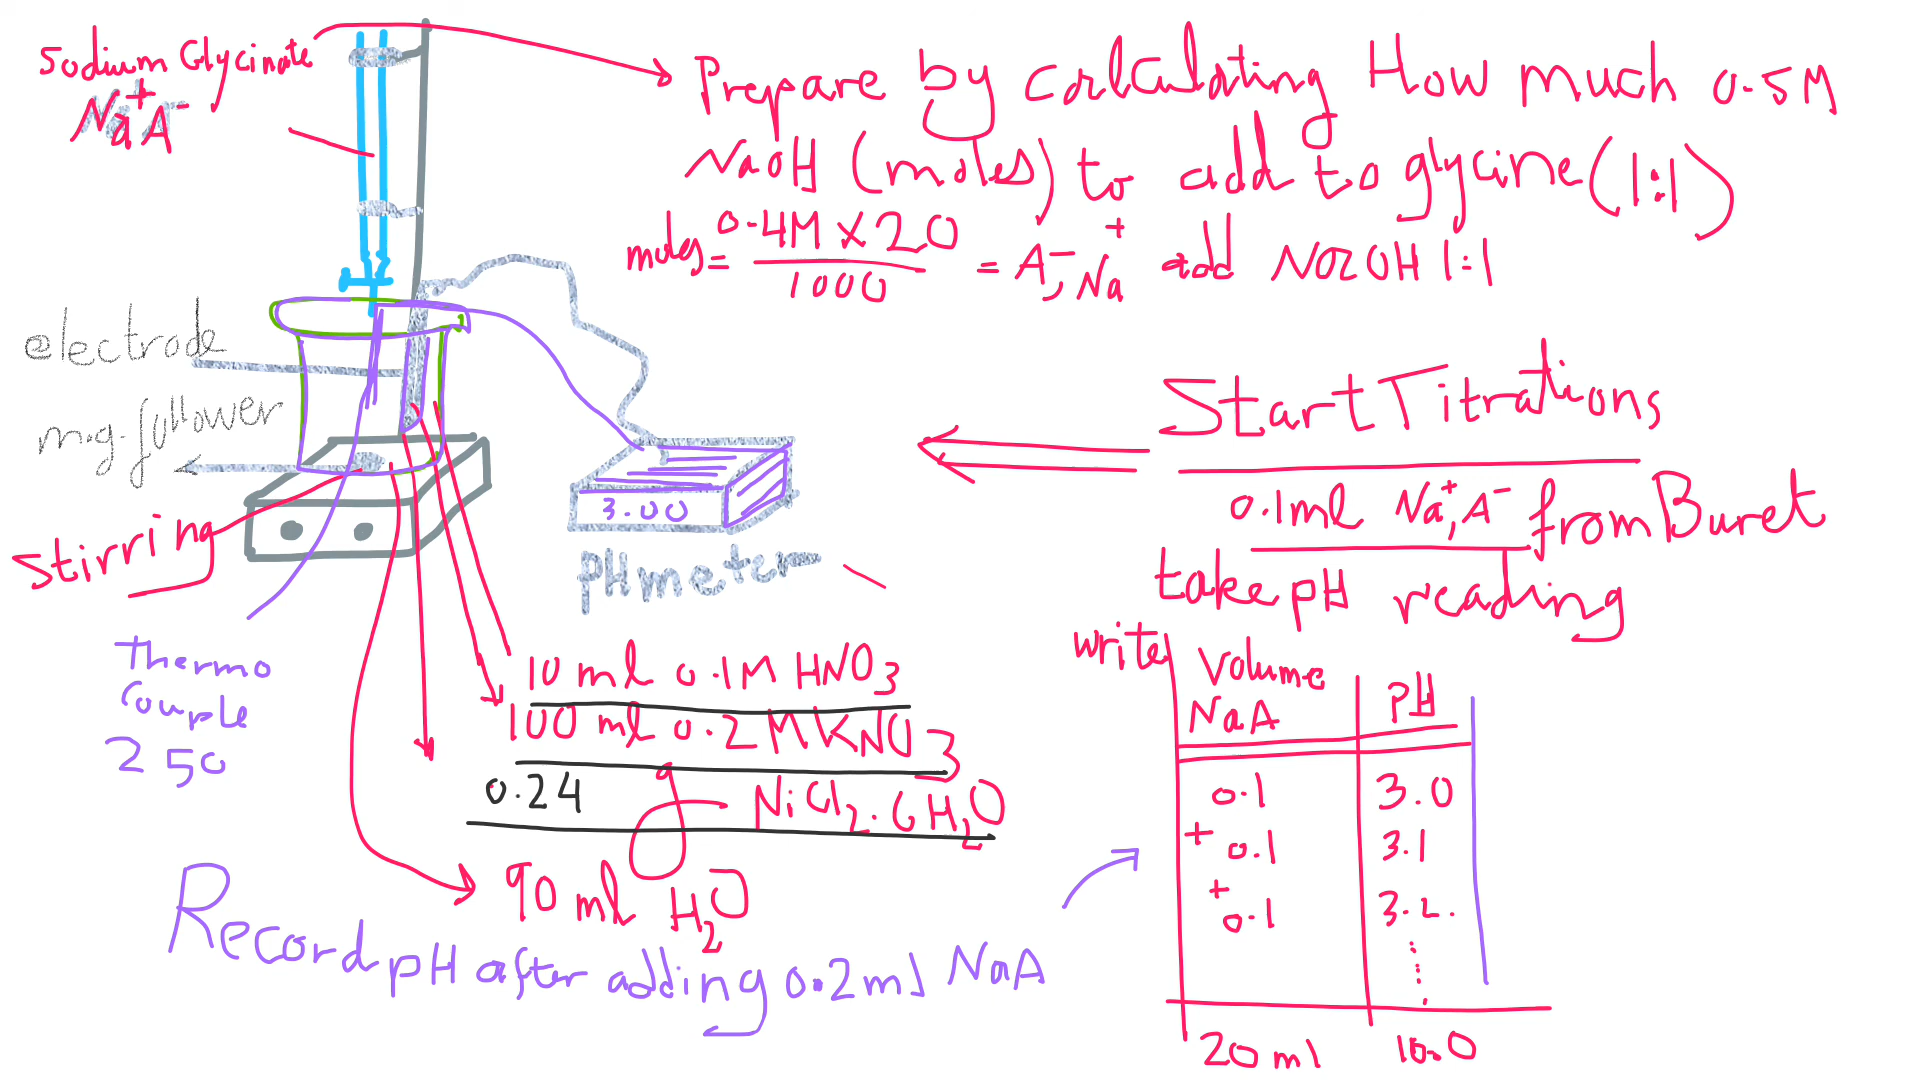 Sodium Glycinate
Na+ A-
Prepare by calculating How much 0.5M
NaOH (moles) to add to glycine (1:1)
moles = 0.4M X 20 / 1000 = A-, Na+ add NaOH 1:1
electrode
m.g. follower
Stirring
Thermo
Couple
250
3.00
pH meter
Start Titrations
0.1ml Na+, A- from Buret
take pH reading
10 ml 0.1M HNO3
100 ml 0.2M KNO3
0.24 g NiCl2.6H2O
90 ml H2O
Record pH after adding 0.2ml NaA
write
Volume NaA pH
0.1 3.0
+ 0.1 3.1
+ 0.1 3.2.
20 ml 10.0